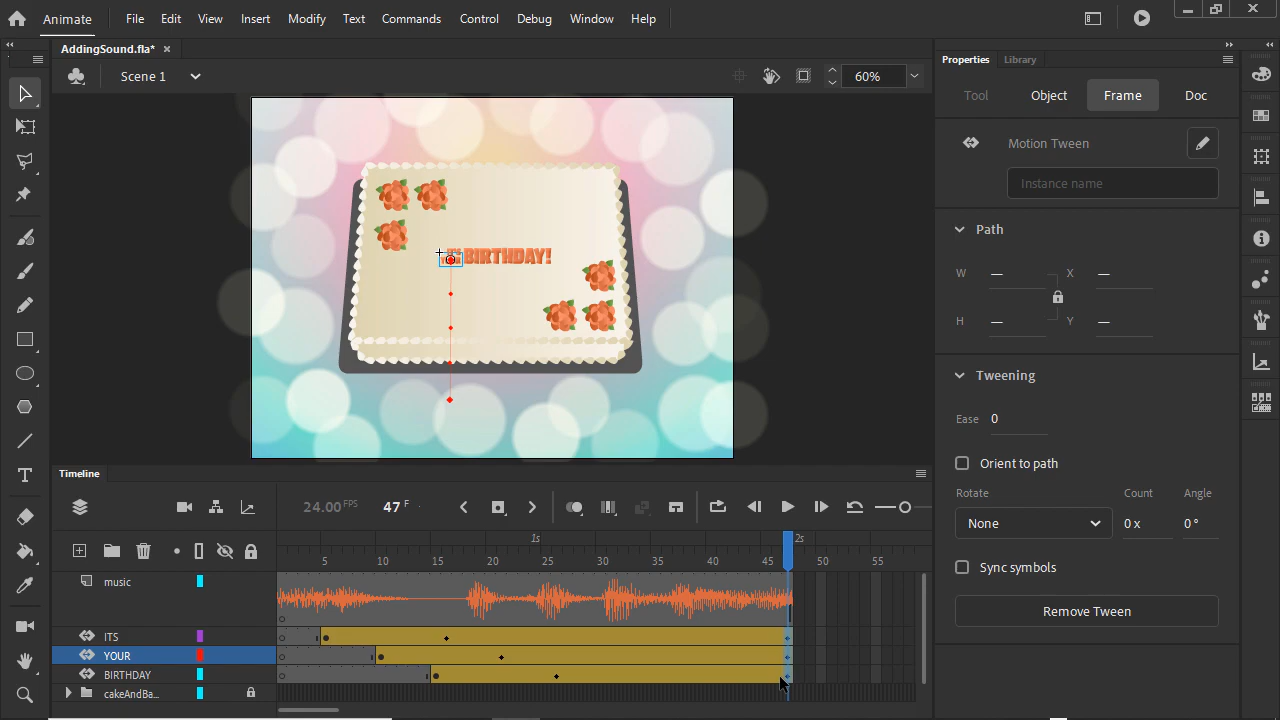 Animate File Edit View Insert Modify Text Commands Control Debug Window Help
AddingSound.fla*
Scene 1 60%
BIRTHDAY!
Properties Library
Tool Object Frame Doc
Motion Tween
Instance name
Path
W — X —
H — Y —
Tweening
Ease 0
Orient to path
Rotate Count Angle
None 0 x 0 °
Sync symbols
Remove Tween
Timeline
24.00 FPS 47 F
1s 2s
5 10 15 20 25 30 35 40 45 50 55
music
ITS
YOUR
BIRTHDAY
cakeAndBa...